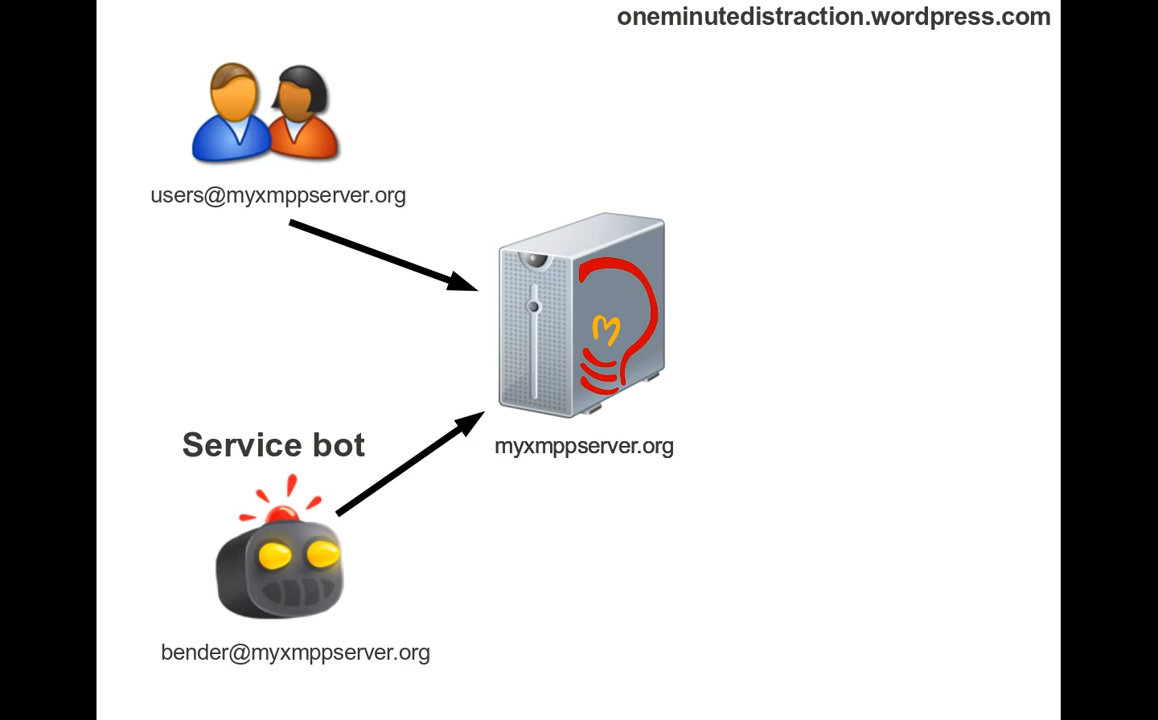 oneminutedistraction.wordpress.com
users@myxmppserver.org
myxmppserver.org
Service bot
bender@myxmppserver.org